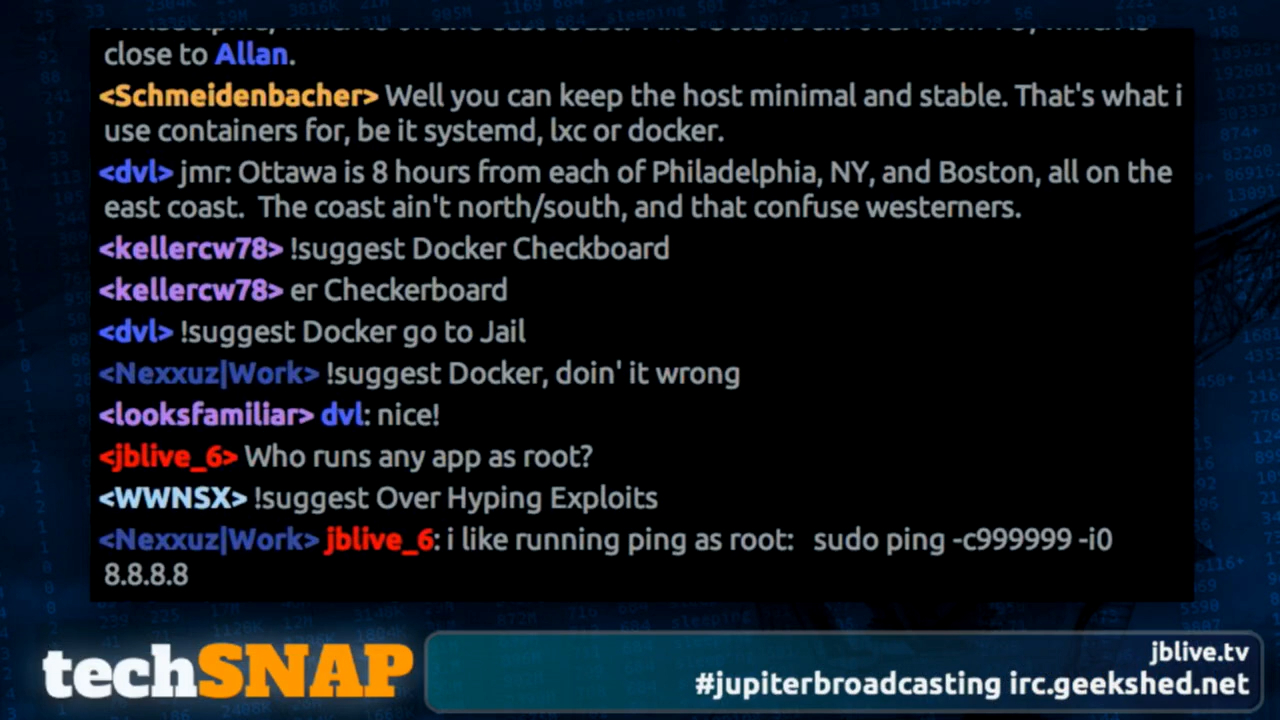 close to Allan.
<Schmeidenbacher> Well you can keep the host minimal and stable. That's what i
use containers for, be it systemd, lxc or docker.
<dvl> jmr: Ottawa is 8 hours from each of Philadelphia, NY, and Boston, all on the
east coast.  The coast ain't north/south, and that confuse westerners.
<kellercw78> !suggest Docker Checkboard
<kellercw78> er Checkerboard
<dvl> !suggest Docker go to Jail
<Nexxuz|Work> !suggest Docker, doin' it wrong
<looksfamiliar> dvl: nice!
<jblive_6> Who runs any app as root?
<WWNSX> !suggest Over Hyping Exploits
<Nexxuz|Work> jblive_6: i like running ping as root:   sudo ping -c999999 -i0
8.8.8.8
techSNAP
jblive.tv
#jupiterbroadcasting irc.geekshed.net